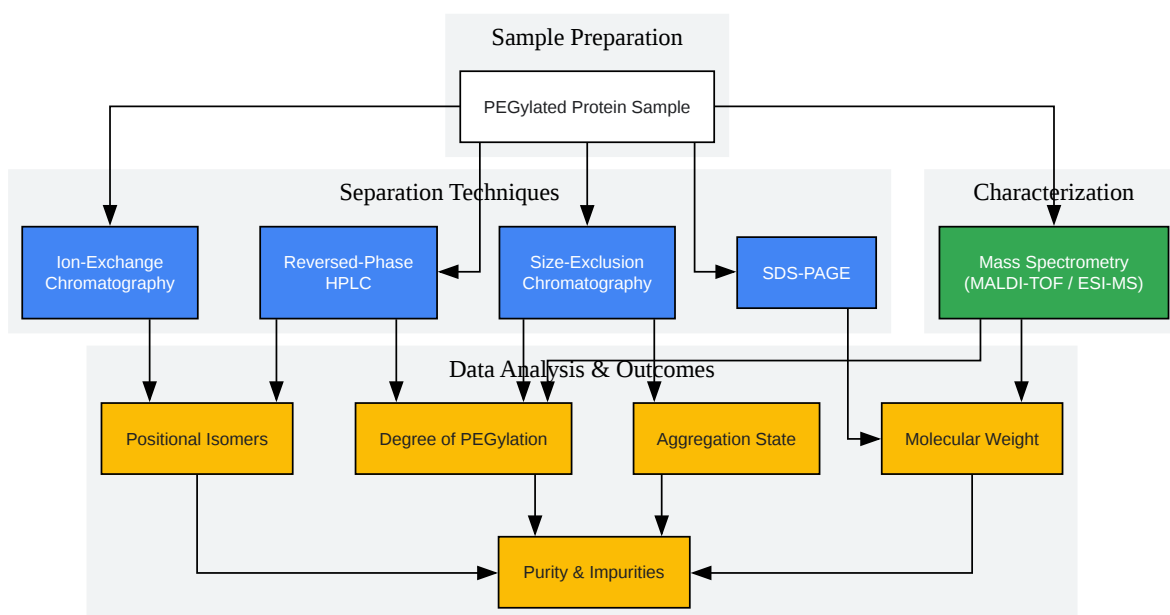 Sample Preparation
PEGylated Protein Sample
Separation Techniques
Characterization
Ion-Exchange
Chromatography
Reversed-Phase
HPLC
Size-Exclusion
Chromatography
SDS-PAGE
Mass Spectrometry
(MALDI-TOF / ESI-MS)
Data Analysis & Outcomes
Positional Isomers
Degree of PEGylation
Aggregation State
Molecular Weight
Purity & Impurities